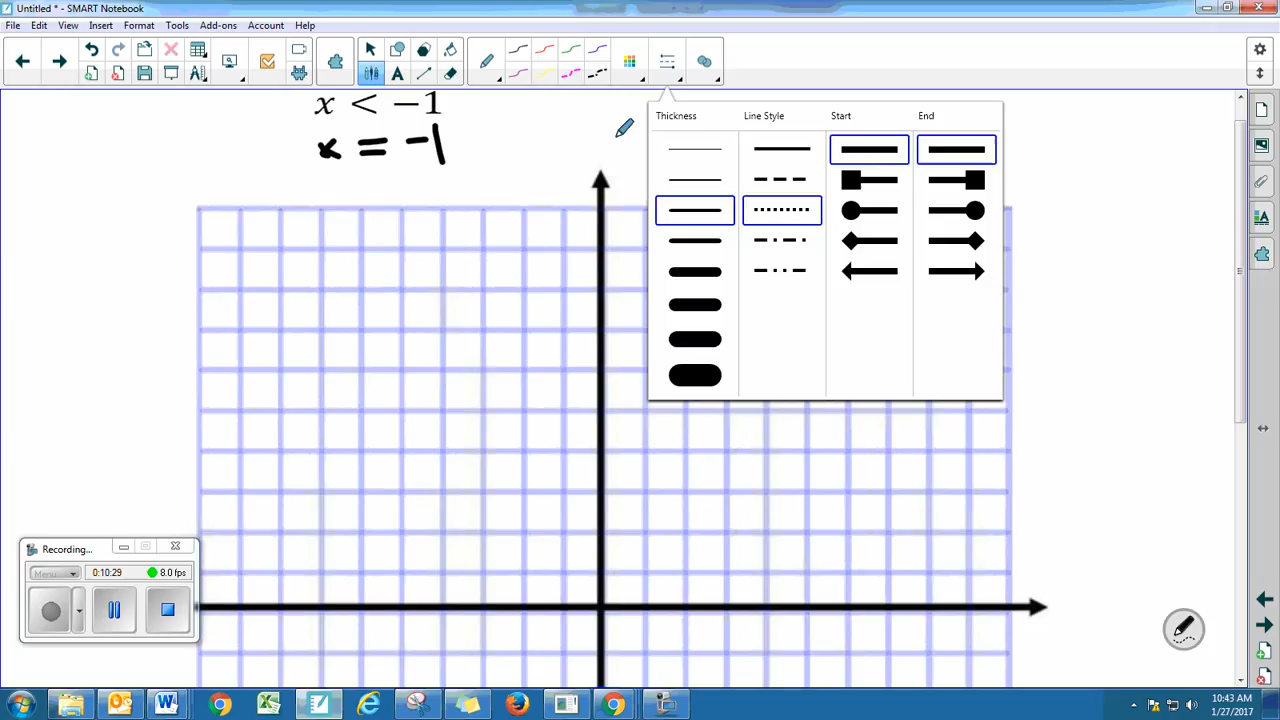 Untitled * - SMART Notebook
File Edit View Insert Format Tools Add-ons Account Help
x < −1
x = -1
Thickness Line Style Start End
Recording...
Menu 0:10:29 8.0 fps
10:43 AM
1/27/2017